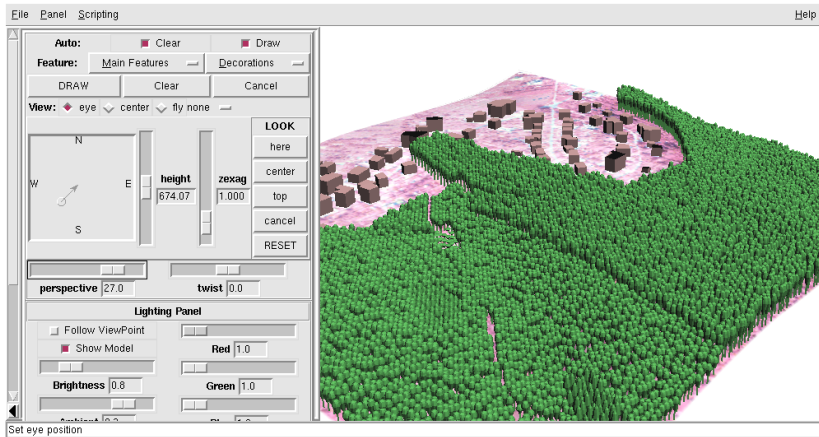 File Panel Scripting Help
Auto: Clear Draw
Feature: Main Features Decorations
DRAW Clear Cancel
View: eye center fly none
LOOK
N
here
W E height zexag center
674.07 1.000 top
S cancel
RESET
perspective 27.0 twist 0.0
Lighting Panel
Follow ViewPoint
Show Model Red 1.0
Brightness 0.8 Green 1.0
Set eye position